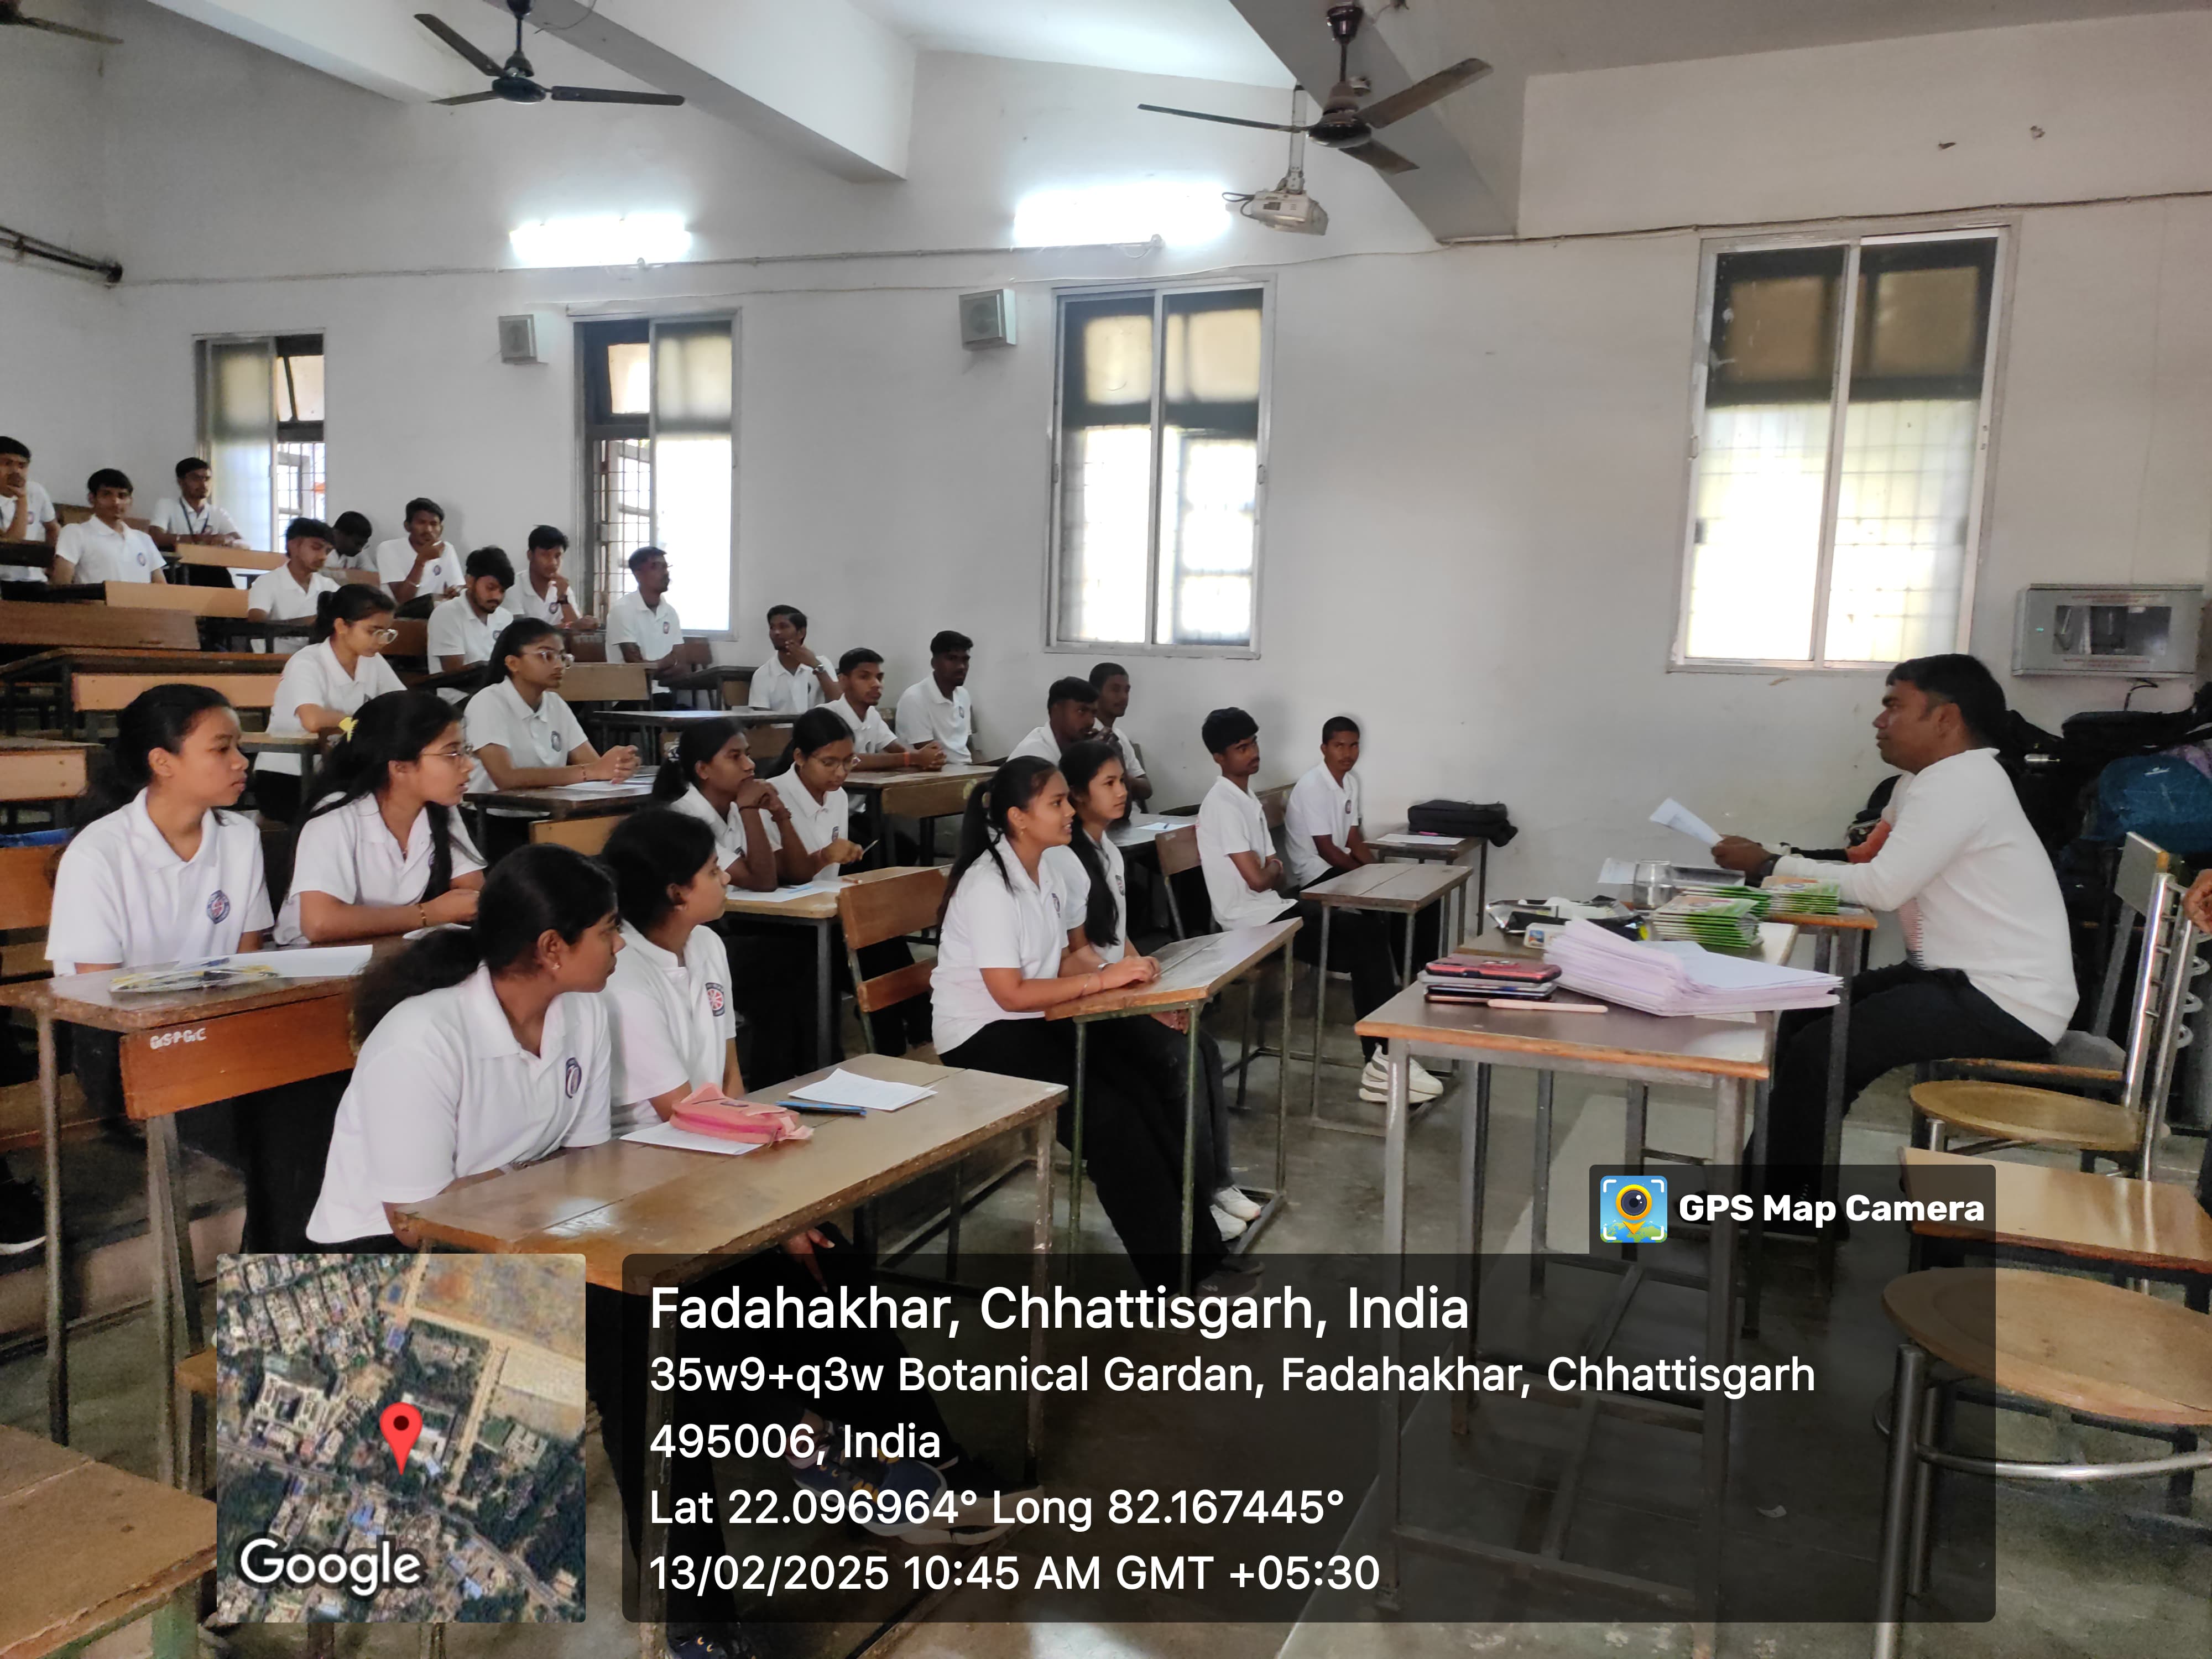 GSPGC
GPS Map Camera
Fadahakhar, Chhattisgarh, India
35w9+q3w Botanical Gardan, Fadahakhar, Chhattisgarh
495006, India
Lat 22.096964° Long 82.167445°
13/02/2025 10:45 AM GMT +05:30
Google